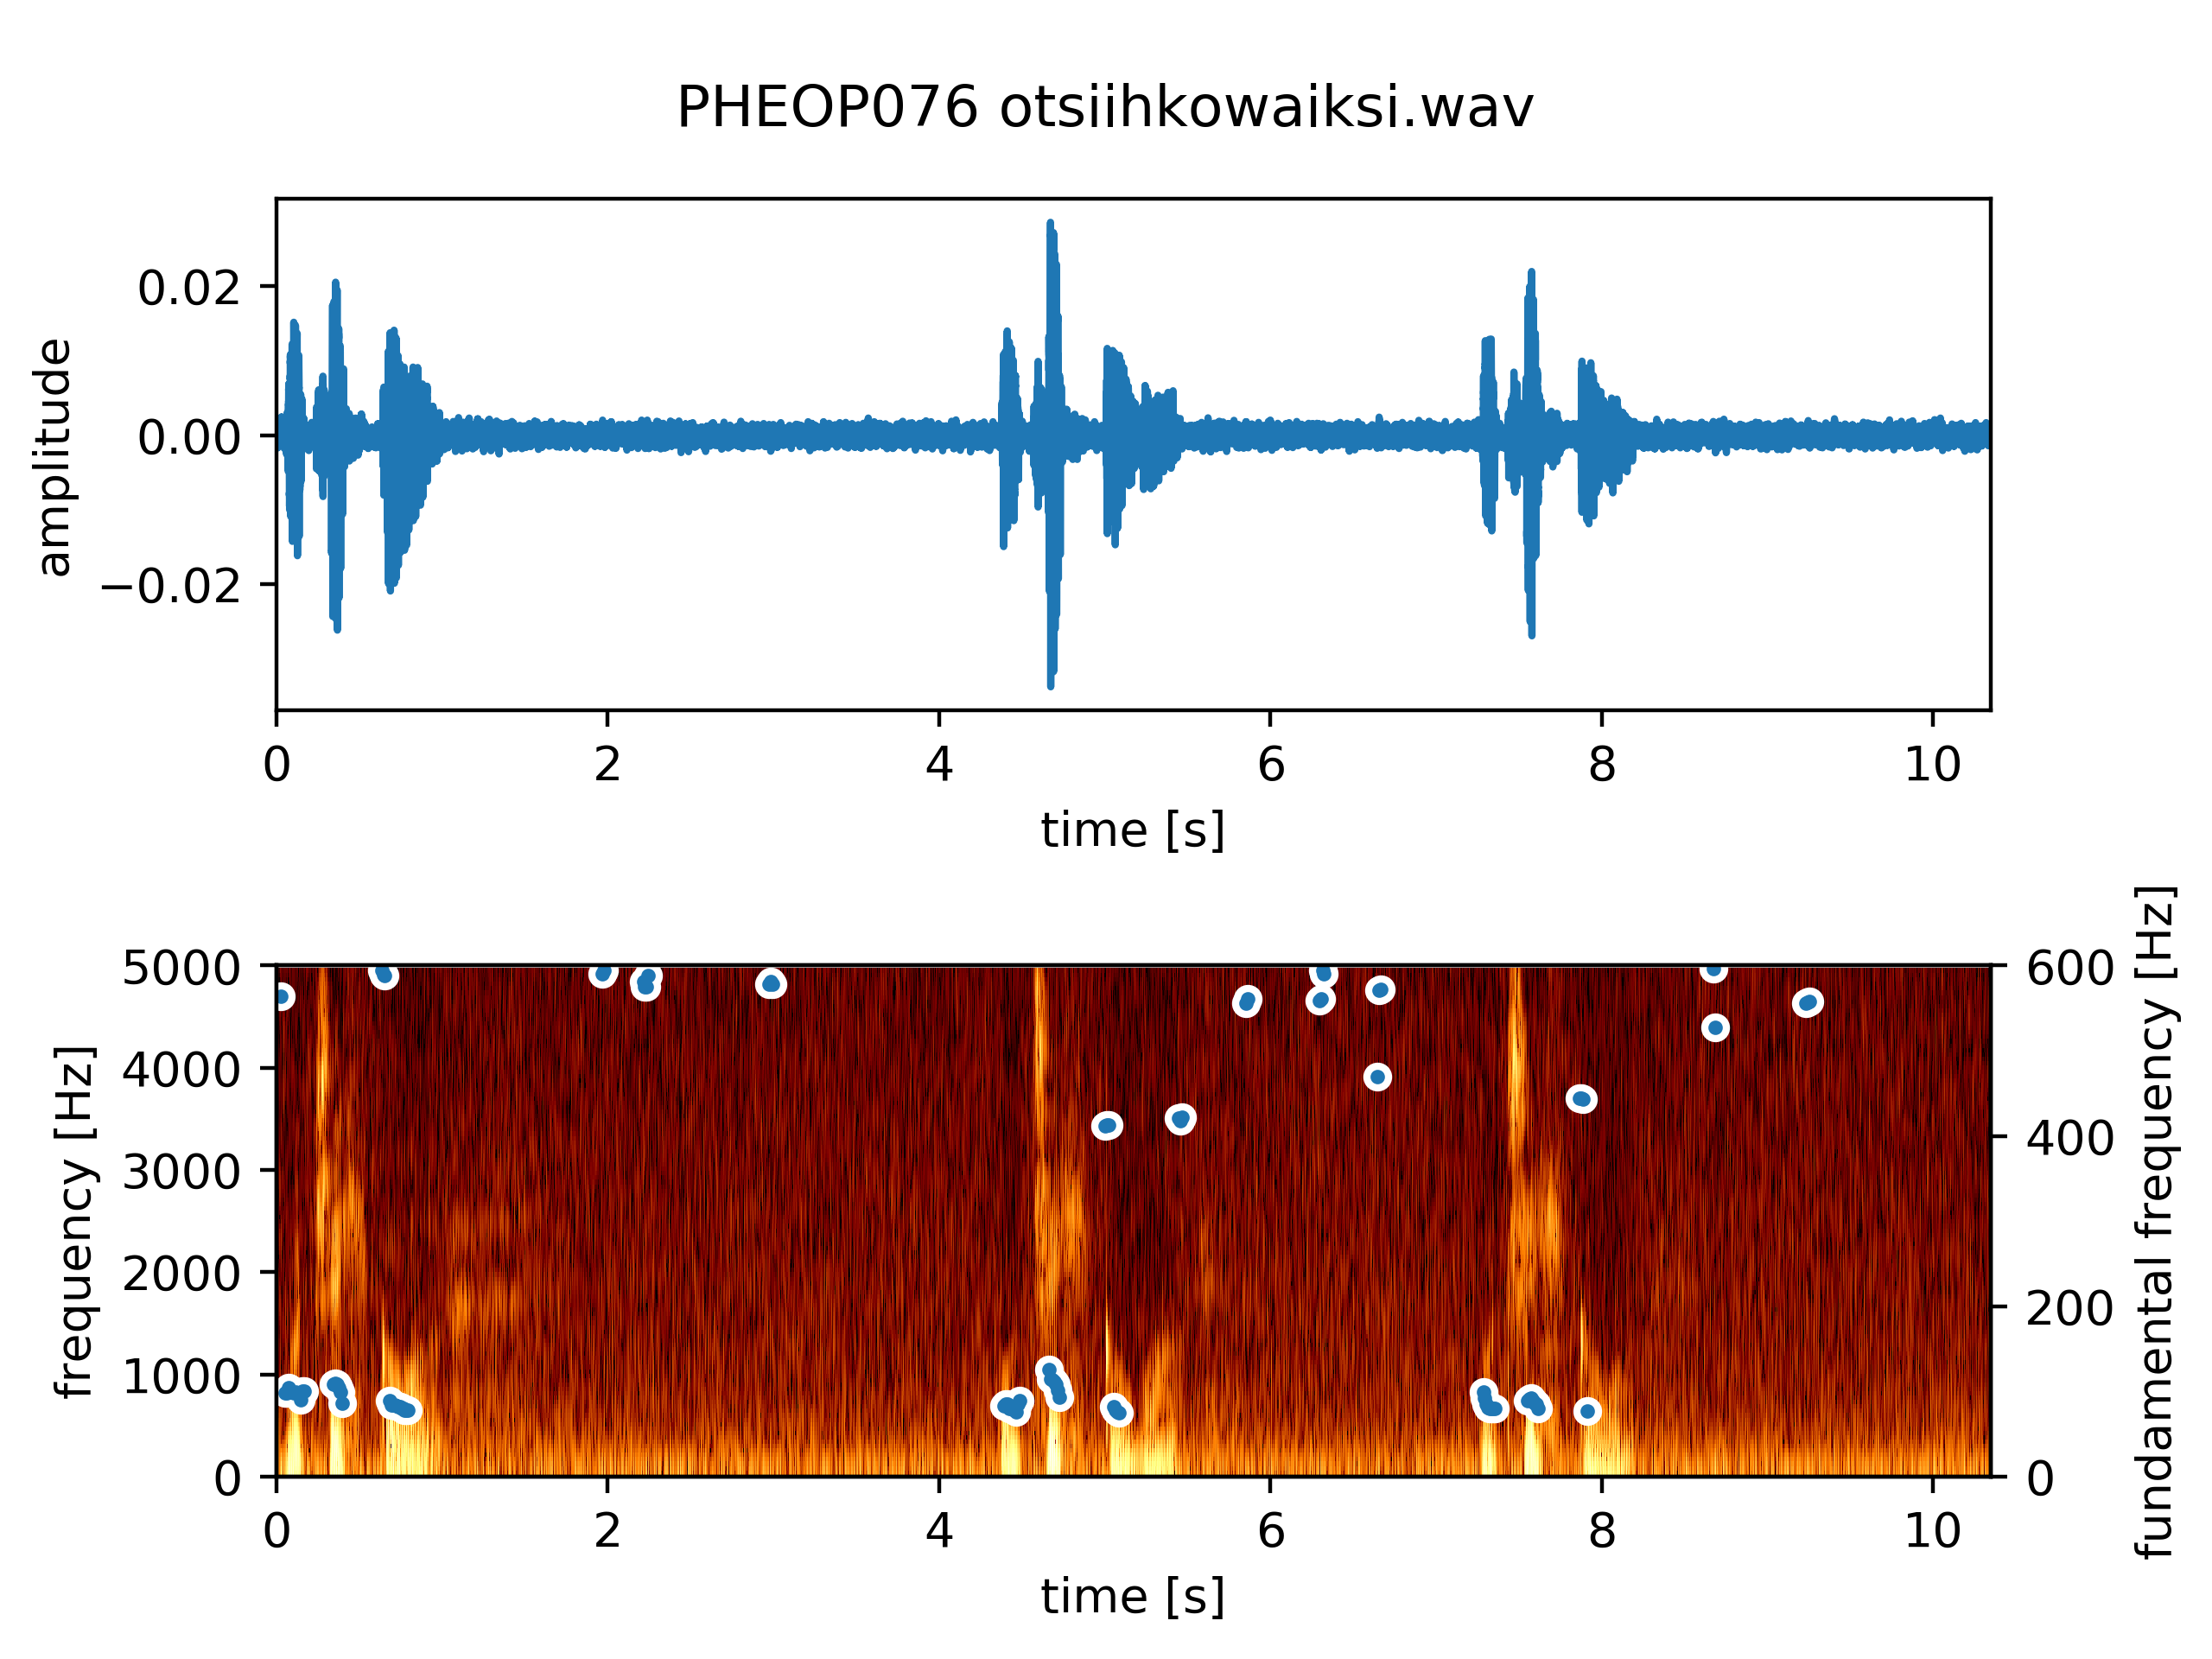 PHEOP076 otsiihkowaiksi.wav
amplitude
0.02
0.00
−0.02
0 2 4 6 8 10
time [s]
frequency [Hz]
5000
4000
3000
2000
1000
0
600
400
200
0
fundamental frequency [Hz]
0 2 4 6 8 10
time [s]